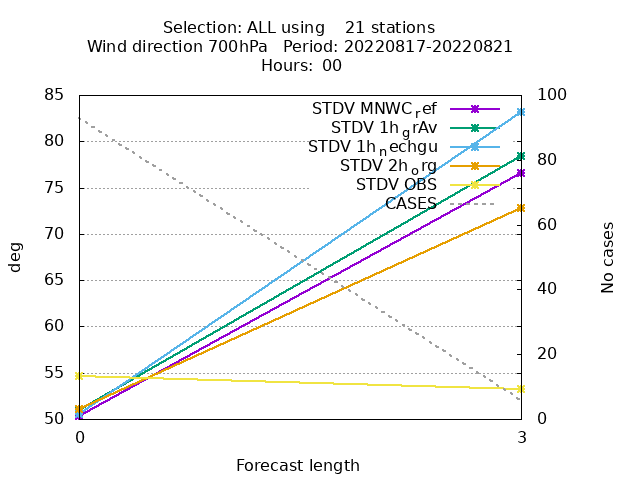 Selection: ALL using 21 stations
Wind direction 700hPa Period: 20220817-20220821
Hours: 00
STDV MNWC_ref
STDV 1h_grAv
STDV 1h_nechgu
STDV 2h_org
STDV OBS
CASES
85
80
75
70
65
60
55
50
deg
100
80
60
40
20
0
No cases
0 3
Forecast length